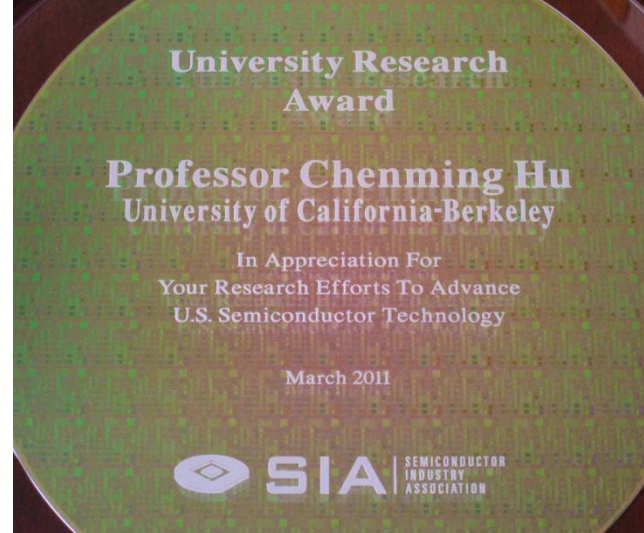 University Research
Award
Professor Chenming Hu
University of California-Berkeley
In Appreciation For
Your Research Efforts To Advance
U.S. Semiconductor Technology
March 2011
SIA
SEMICONDUCTOR
INDUSTRY
ASSOCIATION